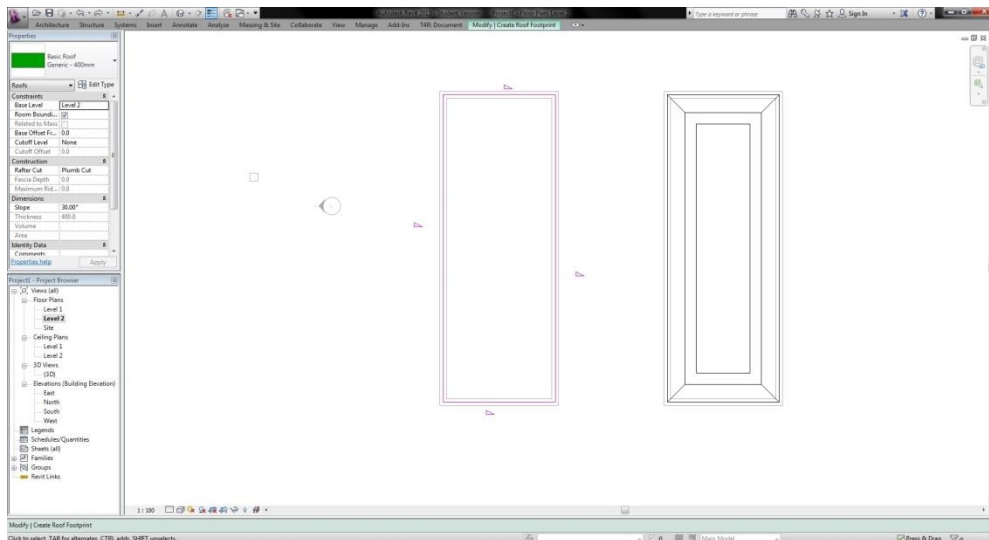 Type a keyword or phrase
Sign In
Architecture Structure Systems Insert Annotate Analyze Massing & Site Collaborate View Manage Add-Ins T4R: Document Modify | Create Roof Footprint
Properties
Basic Roof
Generic - 400mm
Roofs Edit Type
Constraints
Base Level Level 2
Room Boundi...
Related to Mass
Base Offset Fr... 0.0
Cutoff Level None
Cutoff Offset 0.0
Construction
Rafter Cut Plumb Cut
Fascia Depth 0.0
Maximum Rid... 0.0
Dimensions
Slope 30.00°
Thickness 400.0
Volume
Area
Identity Data
Comments
Properties help Apply
Project1 - Project Browser
Views (all)
Floor Plans
Level 1
Level 2
Site
Ceiling Plans
Level 1
Level 2
3D Views
{3D}
Elevations (Building Elevation)
East
North
South
West
Legends
Schedules/Quantities
Sheets (all)
Families
Groups
Revit Links
1 : 100
Modify | Create Roof Footprint
Click to select, TAB for alternates, CTRL adds, SHIFT unselects.
:0
Main Model
Press & Drag